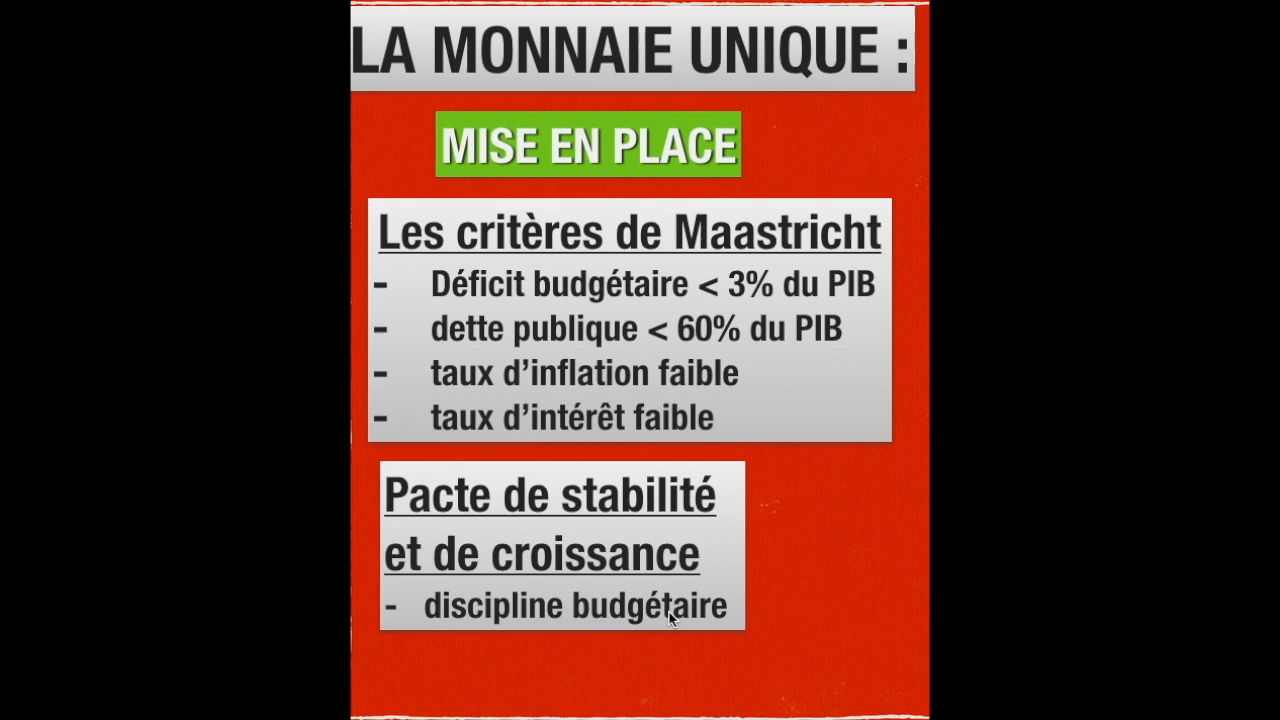 LA MONNAIE UNIQUE :
MISE EN PLACE
Les critères de Maastricht
- Déficit budgétaire < 3% du PIB
- dette publique < 60% du PIB
- taux d’inflation faible
- taux d’intérêt faible
Pacte de stabilité
et de croissance
- discipline budgétaire